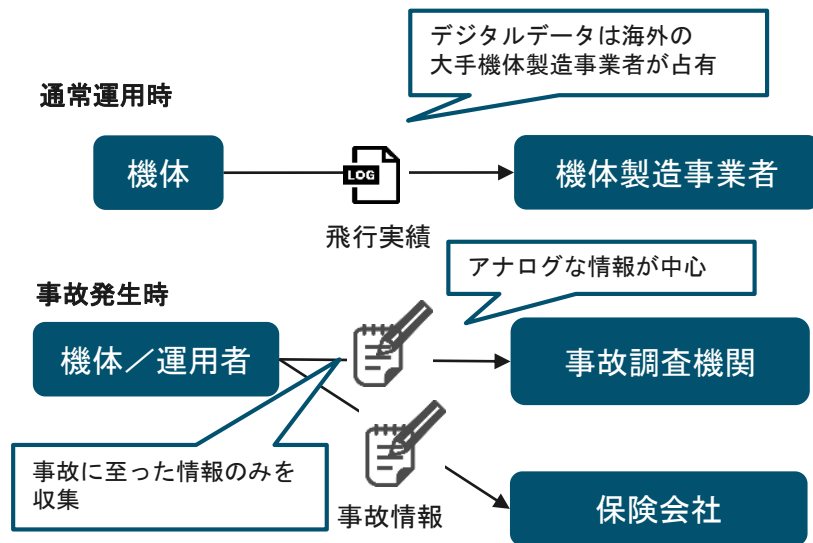 デジタルデータは海外の
大手機体製造事業者が占有
通常運用時
機体
LOG
機体製造事業者
飛行実績
アナログな情報が中心
事故発生時
機体／運用者
事故調査機関
事故に至った情報のみを
収集
事故情報
保険会社